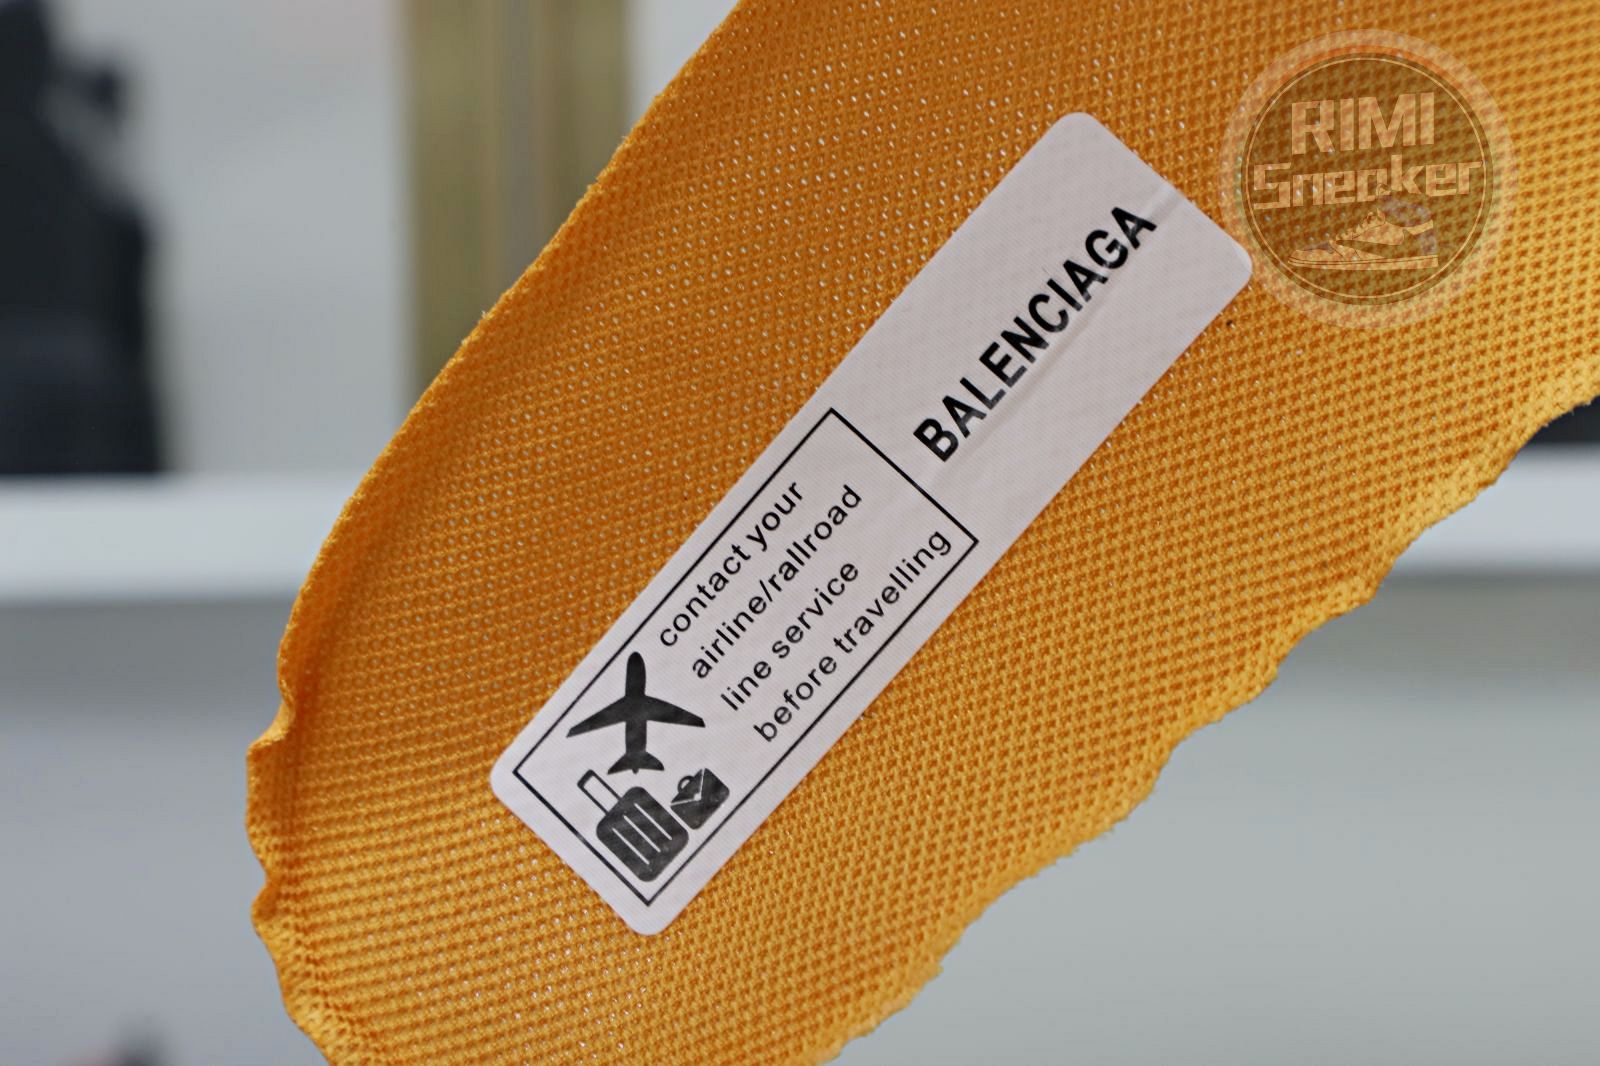 RIMI
Sneaker
BALENCIAGA
contact your
airline/rallroad
line service
before travelling